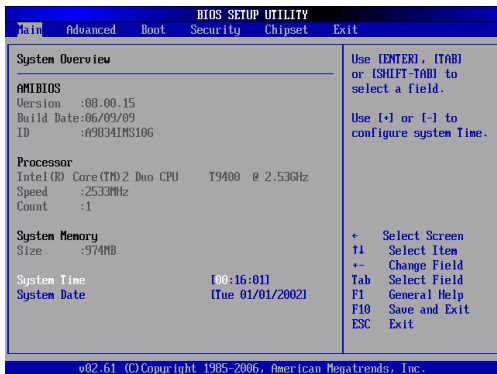 BIOS SETUP UTILITY
Main Advanced Boot Security Chipset Exit
System Overview
AMIBIOS
Version :08.00.15
Build Date:06/09/09
ID :A9834IMS10G
Processor
Intel(R) Core(TM)2 Duo CPU T9400 @ 2.53GHz
Speed :2533MHz
Count :1
System Memory
Size :974MB
System Time [00:16:01]
System Date [Tue 01/01/2002]
Use [ENTER], [TAB]
or [SHIFT-TAB] to
select a field.
Use [+] or [-] to
configure system Time.
← Select Screen
↑↓ Select Item
+- Change Field
Tab Select Field
F1 General Help
F10 Save and Exit
ESC Exit
v02.61 (C)Copyright 1985-2006, American Megatrends, Inc.